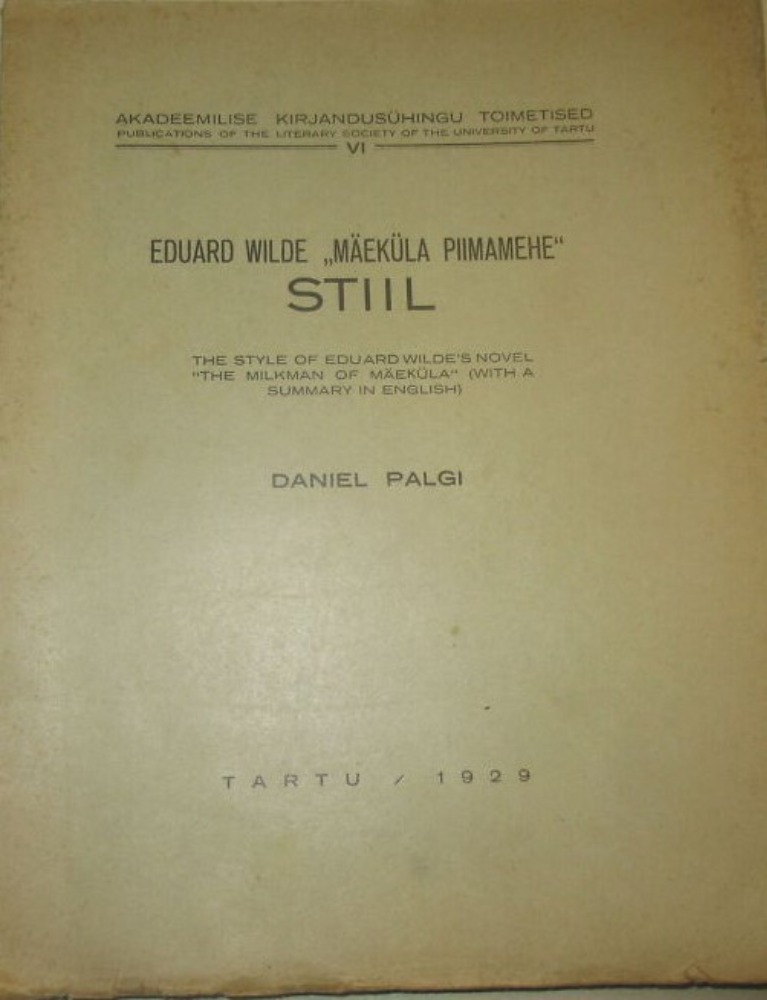 AKADEEMILISE KIRJANDUSÜHINGU TOIMETISED
PUBLICATIONS OF THE LITERARY SOCIETY OF THE UNIVERSITY OF TARTU
VI
EDUARD WILDE „MÄEKÜLA PIIMAMEHE“
STIIL
THE STYLE OF EDUARD WILDE'S NOVEL
"THE MILKMAN OF MÄEKÜLA" (WITH A
SUMMARY IN ENGLISH)
DANIEL PALGI
TARTU / 1929